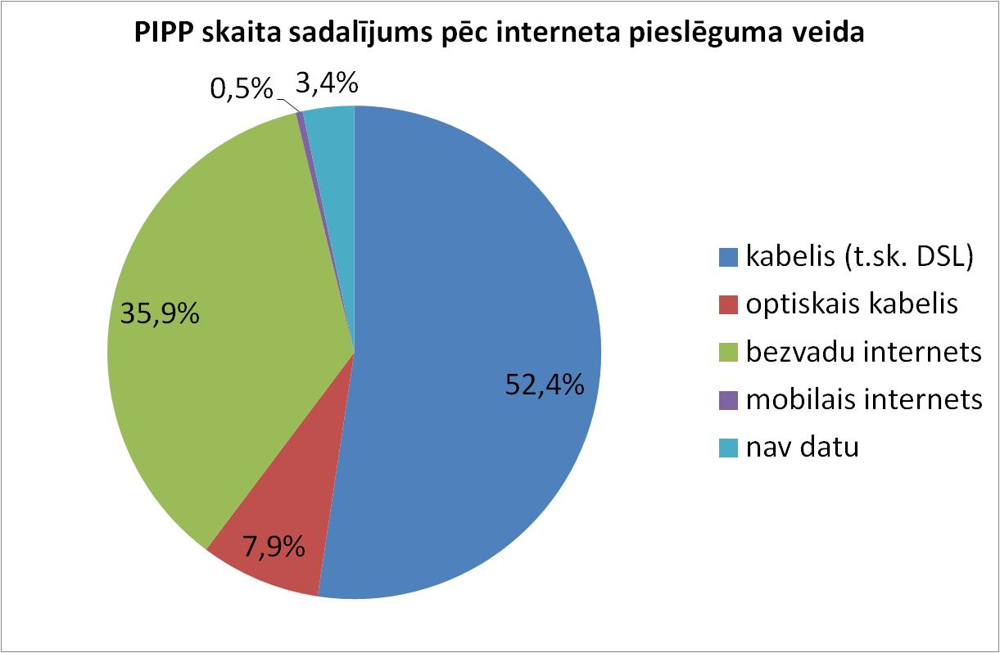 PIPP skaita sadalījums pēc interneta pieslēguma veida
0,5% 3,4%
35,9%
52,4%
7,9%
kabelis (t.sk. DSL)
optiskais kabelis
bezvadu internets
mobilais internets
nav datu